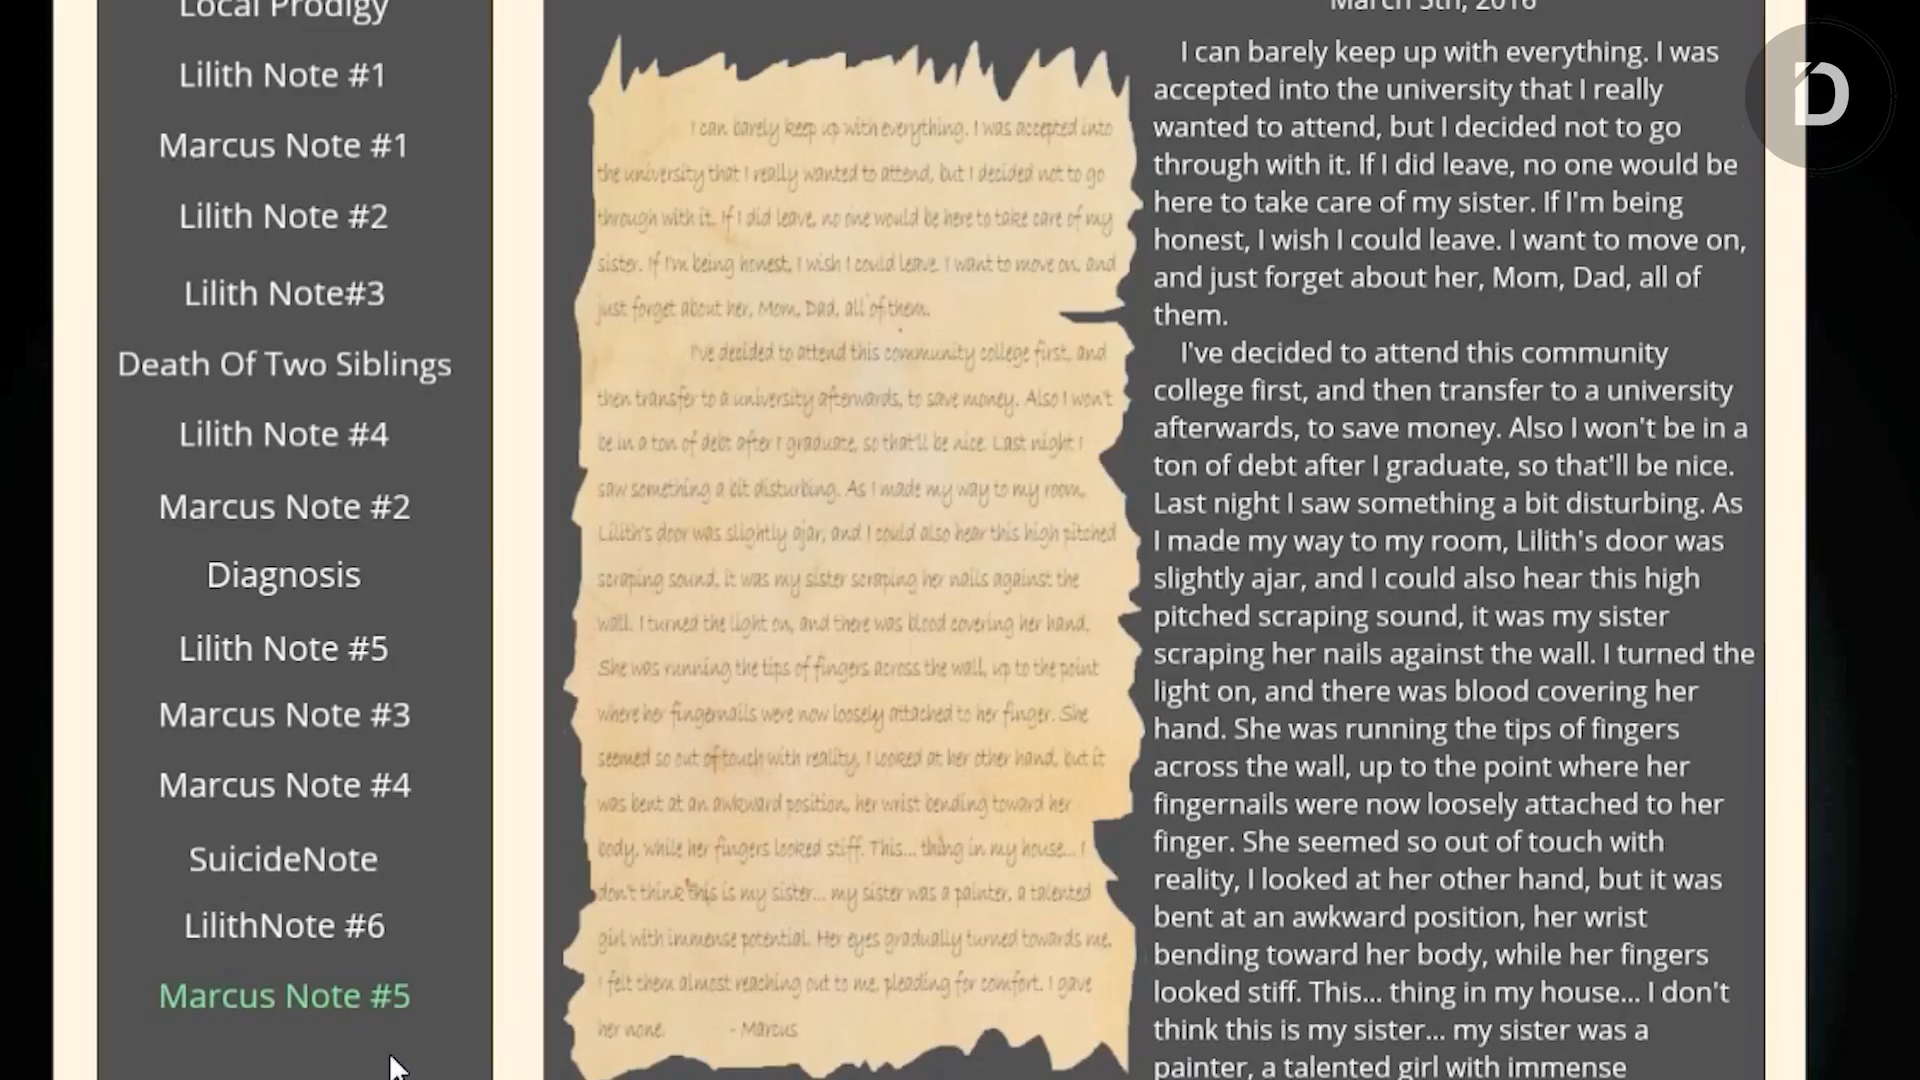 Local Prodigy
Lilith Note #1
Marcus Note #1
Lilith Note #2
Lilith Note#3
Death Of Two Siblings
Lilith Note #4
Marcus Note #2
Diagnosis
Lilith Note #5
Marcus Note #3
Marcus Note #4
SuicideNote
LilithNote #6
Marcus Note #5
I can barely keep up with everything. I was accepted into
the university that I really wanted to attend, but I decided not to go
through with it. If I did leave, no one would be here to take care of my
sister. If I'm being honest, I wish I could leave. I want to move on, and
just forget about her, Mom, Dad, all of them.
I've decided to attend this community college first, and
then transfer to a university afterwards, to save money. Also I won't
be in a ton of debt after I graduate, so that'll be nice. Last night I
saw something a bit disturbing. As I made my way to my room,
Lilith's door was slightly ajar, and I could also hear this high pitched
scraping sound, it was my sister scraping her nails against the
wall. I turned the light on, and there was blood covering her hand.
She was running the tips of fingers across the wall, up to the point
where her fingernails were now loosely attached to her finger. She
seemed so out of touch with reality, I looked at her other hand, but it
was bent at an awkward position, her wrist bending toward her
body, while her fingers looked stiff. This... thing in my house... I
don't think this is my sister... my sister was a painter, a talented
girl with immense potential. Her eyes gradually turned towards me,
I felt them almost reaching out to me, pleading for comfort. I gave
her none. - Marcus
March 5th, 2016
I can barely keep up with everything. I was
accepted into the university that I really
wanted to attend, but I decided not to go
through with it. If I did leave, no one would be
here to take care of my sister. If I'm being
honest, I wish I could leave. I want to move on,
and just forget about her, Mom, Dad, all of
them.
I've decided to attend this community
college first, and then transfer to a university
afterwards, to save money. Also I won't be in a
ton of debt after I graduate, so that'll be nice.
Last night I saw something a bit disturbing. As
I made my way to my room, Lilith's door was
slightly ajar, and I could also hear this high
pitched scraping sound, it was my sister
scraping her nails against the wall. I turned the
light on, and there was blood covering her
hand. She was running the tips of fingers
across the wall, up to the point where her
fingernails were now loosely attached to her
finger. She seemed so out of touch with
reality, I looked at her other hand, but it was
bent at an awkward position, her wrist
bending toward her body, while her fingers
looked stiff. This... thing in my house... I don't
think this is my sister... my sister was a
painter, a talented girl with immense
D